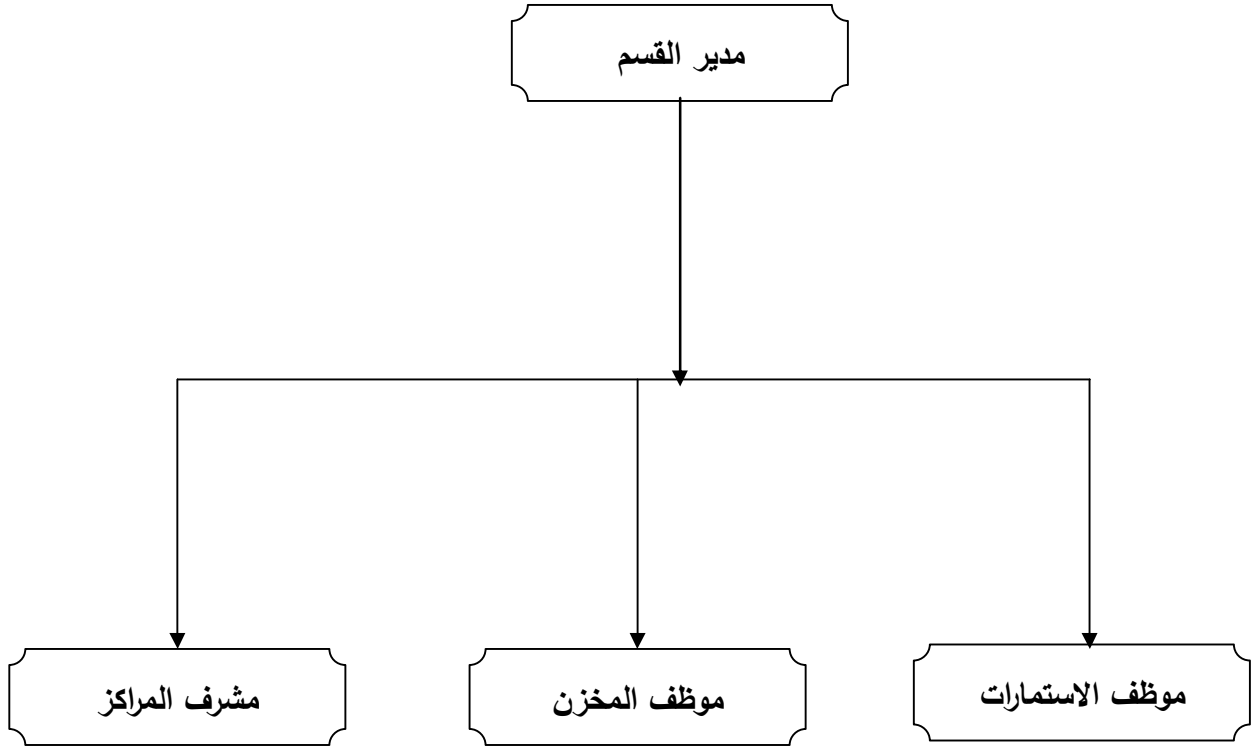 مدير القسم
موظف الاستمارات
موظف المخزن
مشرف المراكز